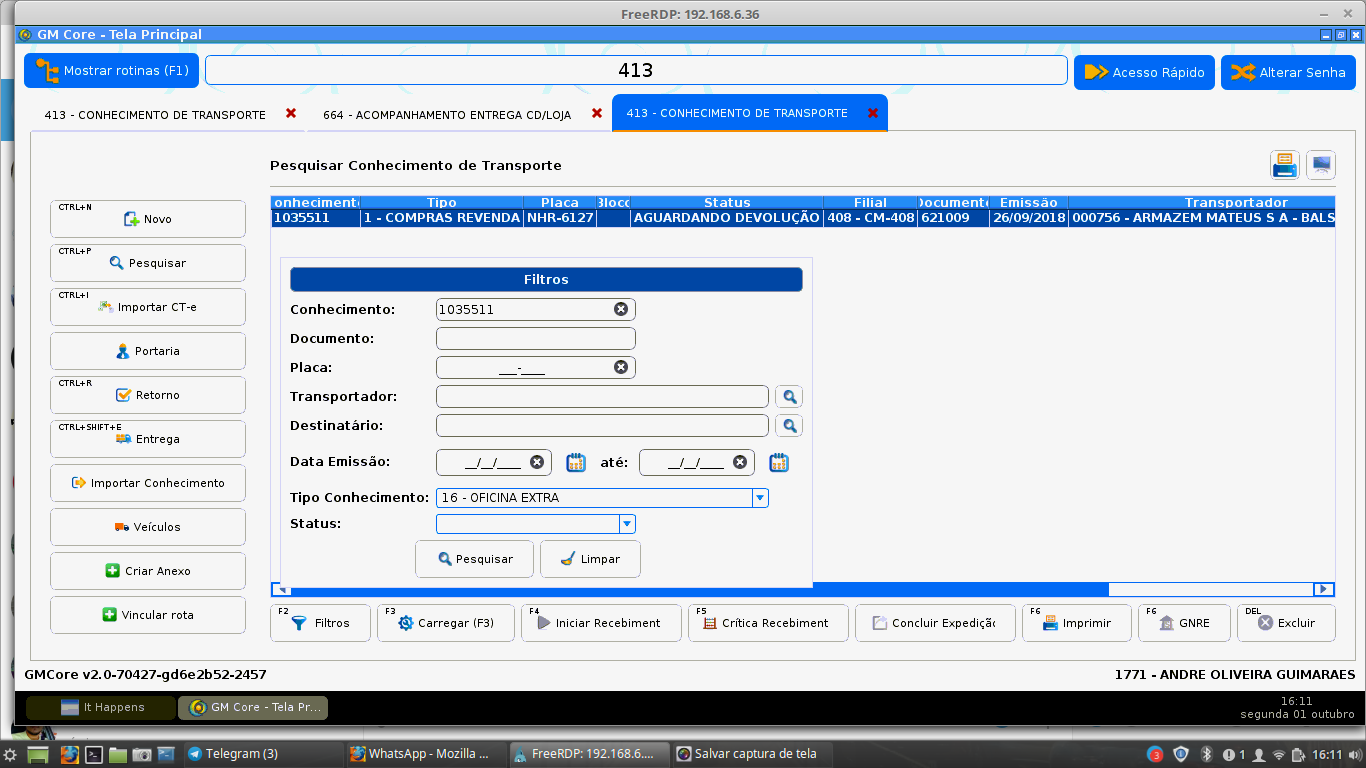 FreeRDP: 192.168.6.36
GM Core - Tela Principal
Mostrar rotinas (F1)
413
Acesso Rápido
Alterar Senha
413 - CONHECIMENTO DE TRANSPORTE
664 - ACOMPANHAMENTO ENTREGA CD/LOJA
413 - CONHECIMENTO DE TRANSPORTE
Pesquisar Conhecimento de Transporte
CTRL+N
Novo
CTRL+P
Pesquisar
CTRL+I
Importar CT-e
Portaria
CTRL+R
Retorno
CTRL+SHIFT+E
Entrega
Importar Conhecimento
Veículos
Criar Anexo
Vincular rota
onhecimento Tipo Placa Bloco Status Filial Documento Emissão Transportador
1035511 1 - COMPRAS REVENDA NHR-6127 AGUARDANDO DEVOLUÇÃO 408 - CM-408 621009 26/09/2018 000756 - ARMAZEM MATEUS S A - BALS
Filtros
Conhecimento: 1035511
Documento:
Placa: ___-____
Transportador:
Destinatário:
Data Emissão: __/__/____ até: __/__/____
Tipo Conhecimento: 16 - OFICINA EXTRA
Status:
Pesquisar
Limpar
F2 Filtros
F3 Carregar (F3)
F4 Iniciar Recebiment
F5 Crítica Recebiment
Concluir Expediçã
F6 Imprimir
F6 GNRE
DEL Excluir
GMCore v2.0-70427-gd6e2b52-2457
1771 - ANDRE OLIVEIRA GUIMARAES
It Happens
GM Core - Tela Pr...
16:11
segunda 01 outubro
Telegram (3)
WhatsApp - Mozilla ...
FreeRDP: 192.168.6....
Salvar captura de tela
3
1
16:11